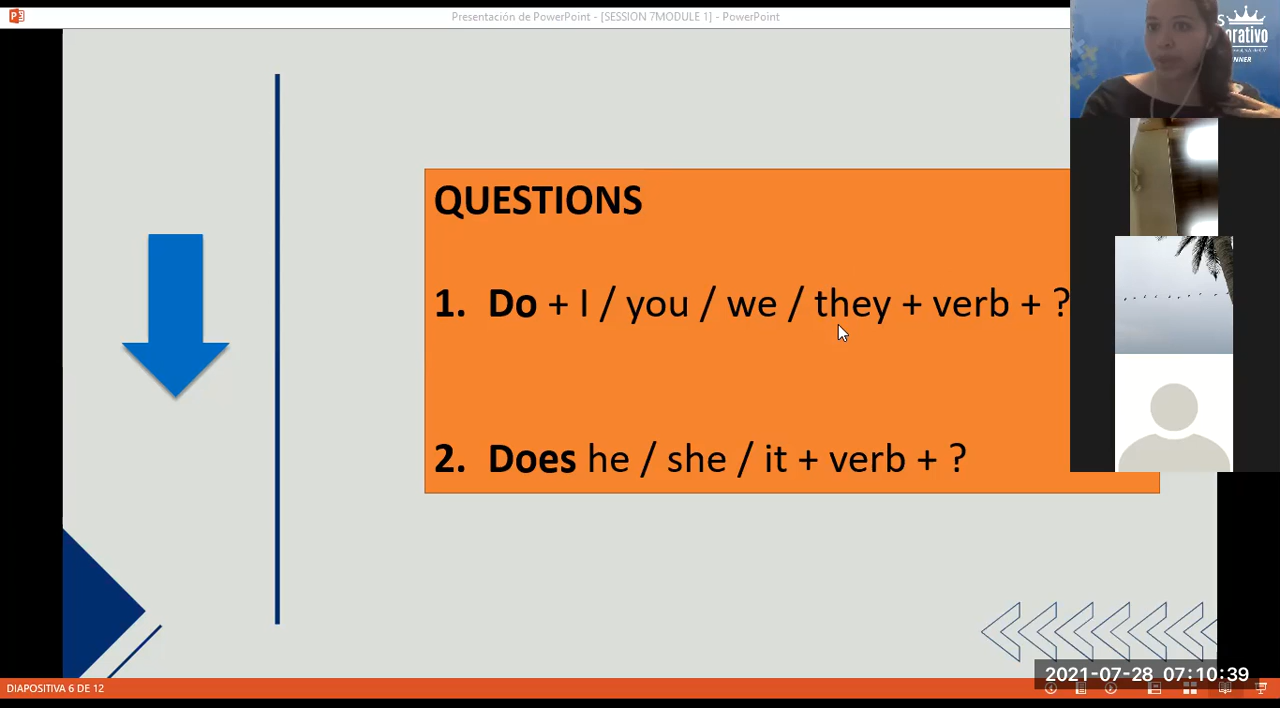 Presentación de PowerPoint - [SESSION 7MODULE 1] - PowerPoint
QUESTIONS
1. Do + I / you / we / they + verb + ?
2. Does he / she / it + verb + ?
2021-07-28 07:10:39
DIAPOSITIVA 6 DE 12